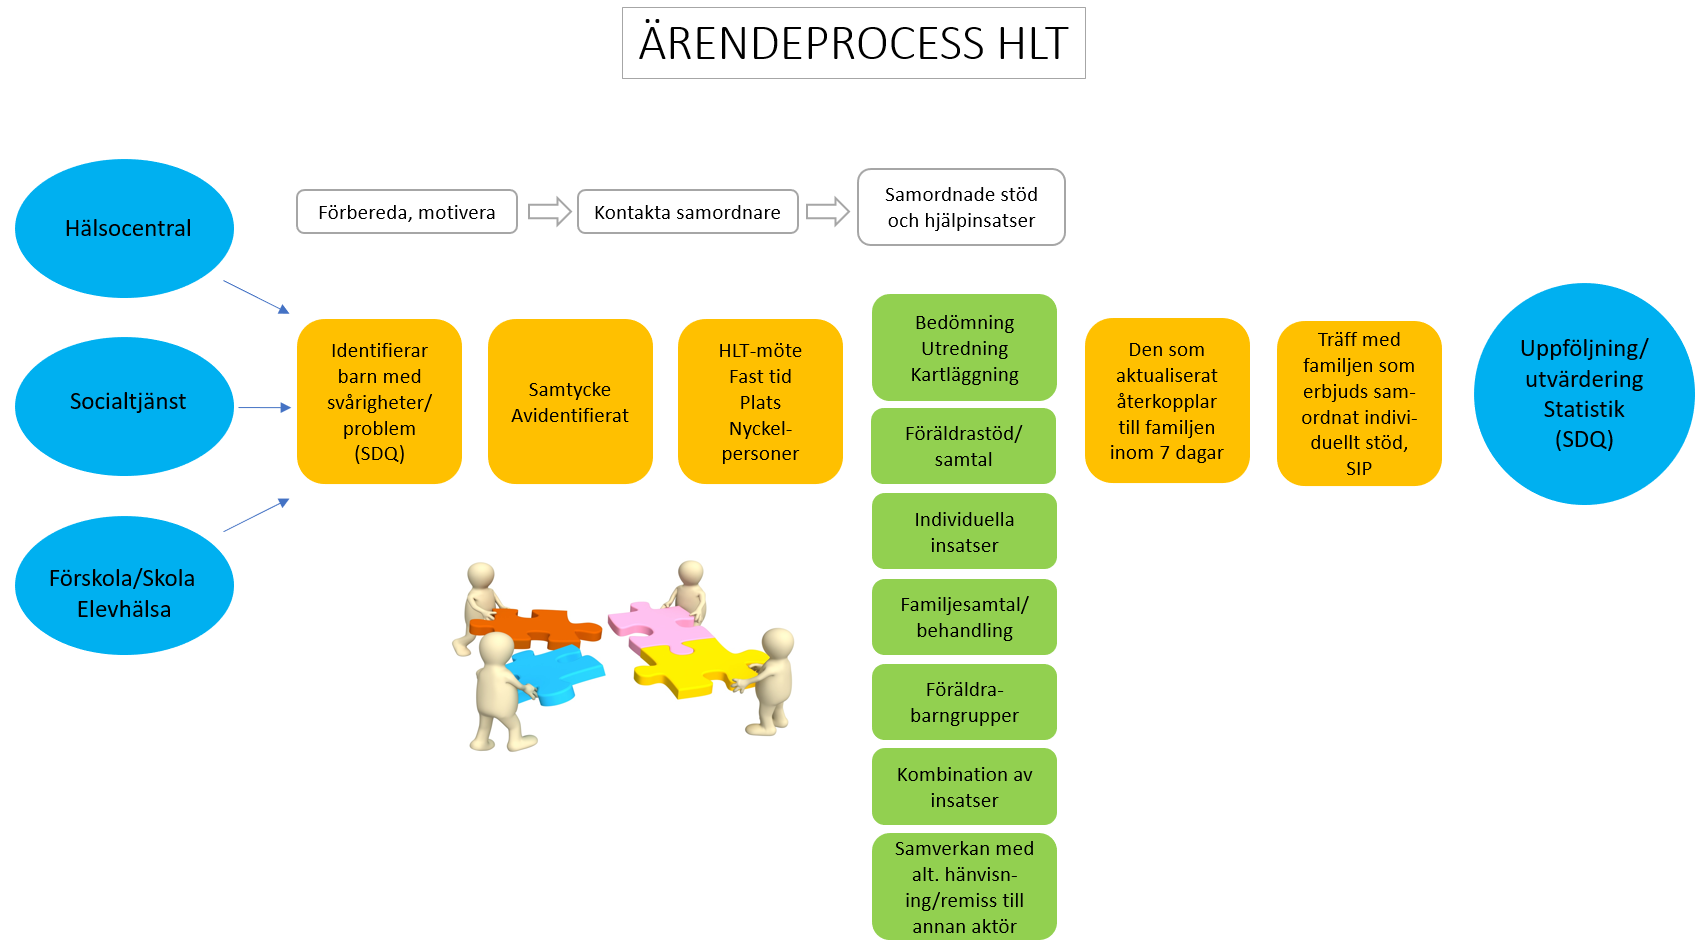 ÄRENDEPROCESS HLT
Hälsocentral
Socialtjänst
Förskola/Skola
Elevhälsa
Förbereda, motivera
Kontakta samordnare
Samordnade stöd
och hjälpinsatser
Identifierar
barn med
svårigheter/
problem
(SDQ)
Samtycke
Avidentifierat
HLT-möte
Fast tid
Plats
Nyckel-
personer
Bedömning
Utredning
Kartläggning
Föräldrastöd/
samtal
Individuella
insatser
Familjesamtal/
behandling
Föräldra-
barngrupper
Kombination av
insatser
Samverkan med
alt. hänvisn-
ing/remiss till
annan aktör
Den som
aktualiserat
återkopplar
till familjen
inom 7 dagar
Träff med
familjen som
erbjuds sam-
ordnat indivi-
duellt stöd,
SIP
Uppföljning/
utvärdering
Statistik
(SDQ)